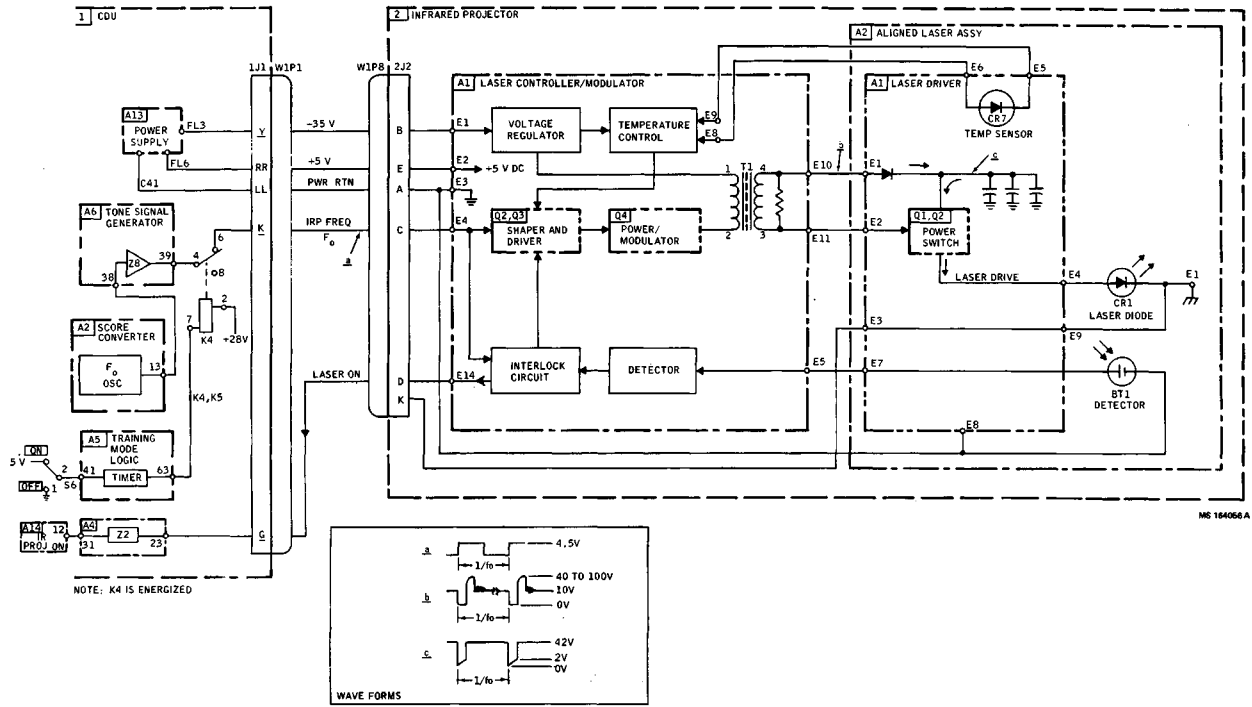 1 CDU
2 INFRARED PROJECTOR
A2 ALIGNED LASER ASSY
1J1 W1P1
W1P8 2J2
A1 LASER CONTROLLER/MODULATOR
A1 LASER DRIVER
E6
E5
CR7
TEMP SENSOR
A13
POWER
SUPPLY
FL3
Y
-35 V
B
E1
VOLTAGE
REGULATOR
TEMPERATURE
CONTROL
E9
E8
FL6
RR
+5 V
E
E2
+5 V DC
C41
LL
PWR RTN
A
E3
1
T1
4
E10
b
E1
c
A6 TONE SIGNAL
GENERATOR
Z8
39
4
6
8
38
K
IRP FREQ
Fo
a
C
E4
Q2,Q3
SHAPER AND
DRIVER
Q4
POWER/
MODULATOR
2
3
E11
E2
Q1,Q2
POWER
SWITCH
LASER DRIVE
E4
CR1
LASER DIODE
E1
7
2
K4
+28V
A2 SCORE
CONVERTER
Fo
OSC
13
K4,K5
E3
E9
LASER ON
D
K
E14
INTERLOCK
CIRCUIT
DETECTOR
E5
E7
BT1
DETECTOR
E8
A5 TRAINING
MODE
LOGIC
ON
5 V
2
S6
41
TIMER
63
OFF
1
A14 12
IR
PROJ ON
A4
31
Z2
23
G
MS 164056A
NOTE: K4 IS ENERGIZED
a
4.5V
1/fo
b
40 TO 100V
10V
0V
1/fo
c
42V
2V
0V
1/fo
WAVE FORMS